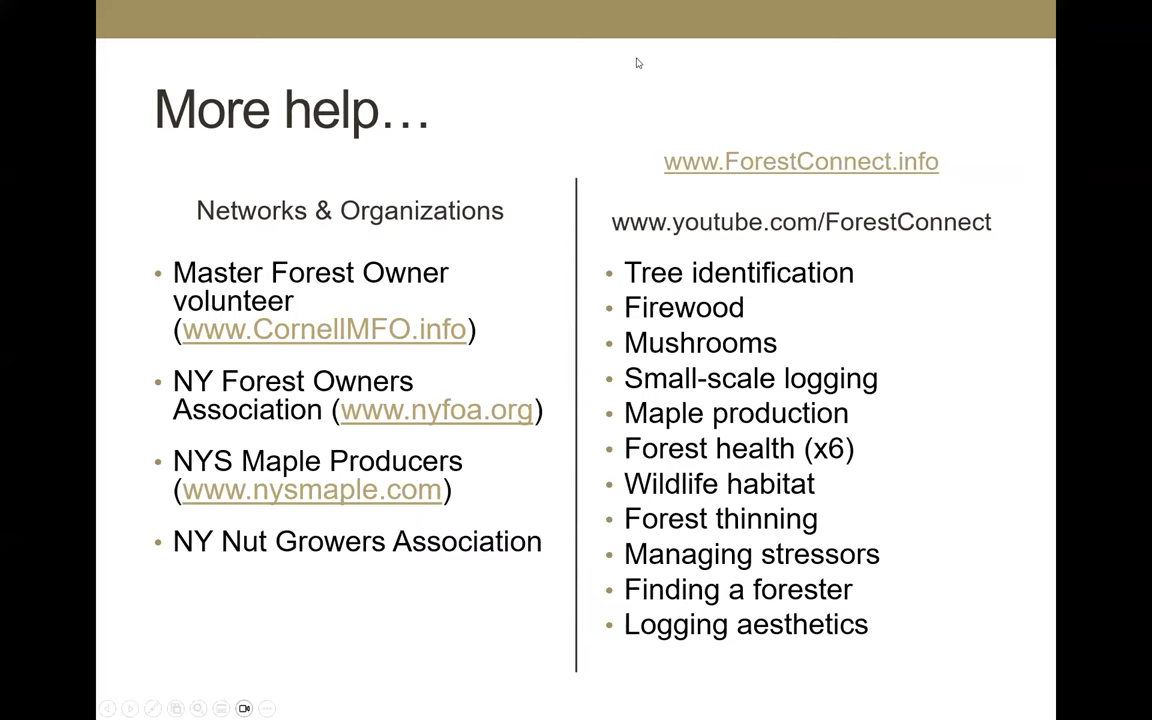 More help…
Networks & Organizations
• Master Forest Owner
volunteer
(www.CornellMFO.info)
• NY Forest Owners
Association (www.nyfoa.org)
• NYS Maple Producers
(www.nysmaple.com)
• NY Nut Growers Association
www.ForestConnect.info
www.youtube.com/ForestConnect
• Tree identification
• Firewood
• Mushrooms
• Small-scale logging
• Maple production
• Forest health (x6)
• Wildlife habitat
• Forest thinning
• Managing stressors
• Finding a forester
• Logging aesthetics